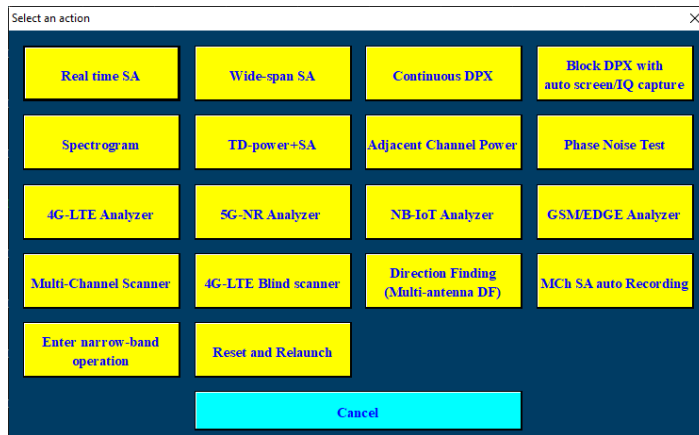 Select an action
Real time SA
Wide-span SA
Continuous DPX
Block DPX with
auto screen/IQ capture
Spectrogram
TD-power+SA
Adjacent Channel Power
Phase Noise Test
4G-LTE Analyzer
5G-NR Analyzer
NB-IoT Analyzer
GSM/EDGE Analyzer
Multi-Channel Scanner
4G-LTE Blind scanner
Direction Finding
(Multi-antenna DF)
MCh SA auto Recording
Enter narrow-band
operation
Reset and Relaunch
Cancel